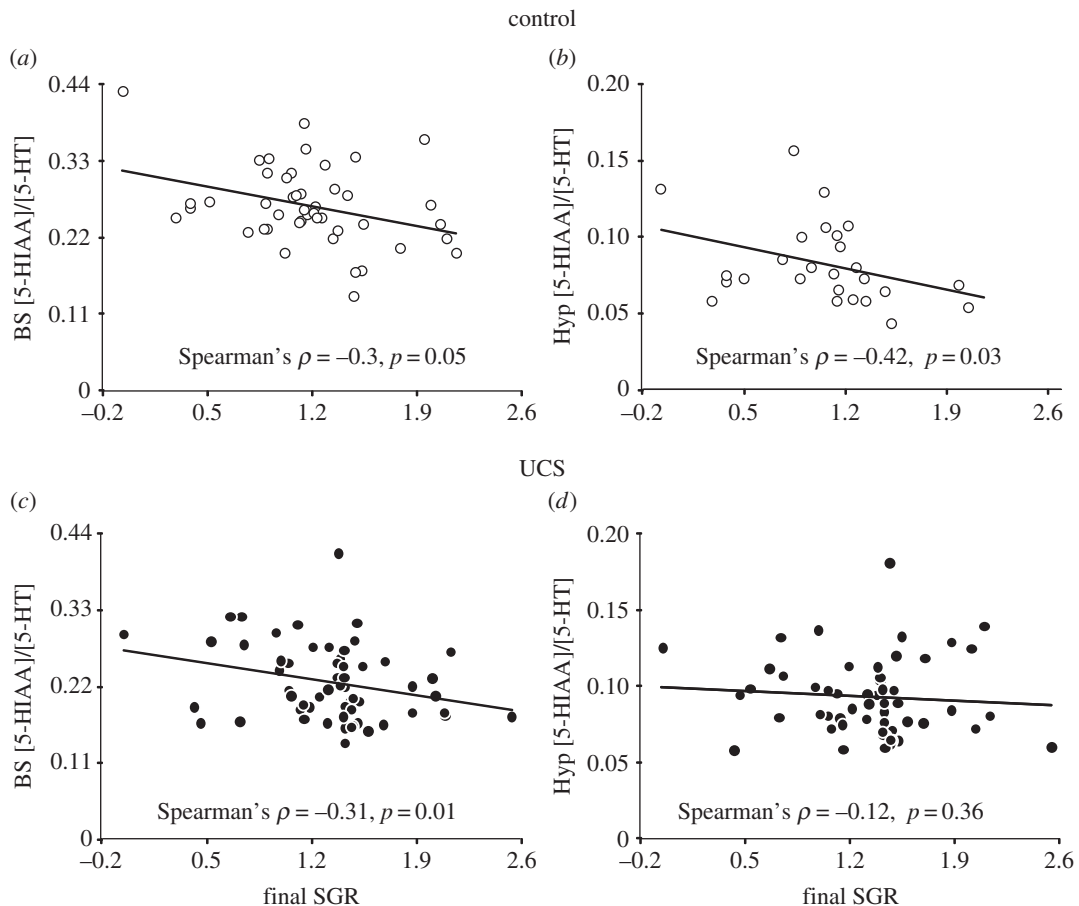 control
(a)
(b)
0.44
0.33
0.22
0.11
0
BS [5-HIAA]/[5-HT]
Spearman's ρ = –0.3, p = 0.05
–0.2 0.5 1.2 1.9 2.6
0.20
0.15
0.10
0.05
0
Hyp [5-HIAA]/[5-HT]
Spearman's ρ = –0.42, p = 0.03
–0.2 0.5 1.2 1.9 2.6
UCS
(c)
(d)
0.44
0.33
0.22
0.11
0
BS [5-HIAA]/[5-HT]
Spearman's ρ = –0.31, p = 0.01
–0.2 0.5 1.2 1.9 2.6
final SGR
0.20
0.15
0.10
0.05
0
Hyp [5-HIAA]/[5-HT]
Spearman's ρ = –0.12, p = 0.36
–0.2 0.5 1.2 1.9 2.6
final SGR